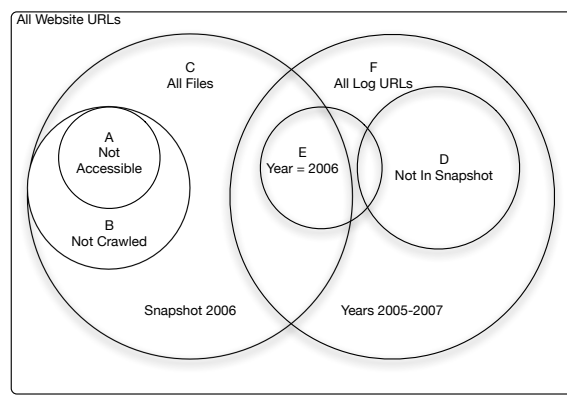 All Website URLs
C
All Files
F
All Log URLs
A
Not
Accessible
E
Year = 2006
D
Not In Snapshot
B
Not Crawled
Snapshot 2006
Years 2005-2007